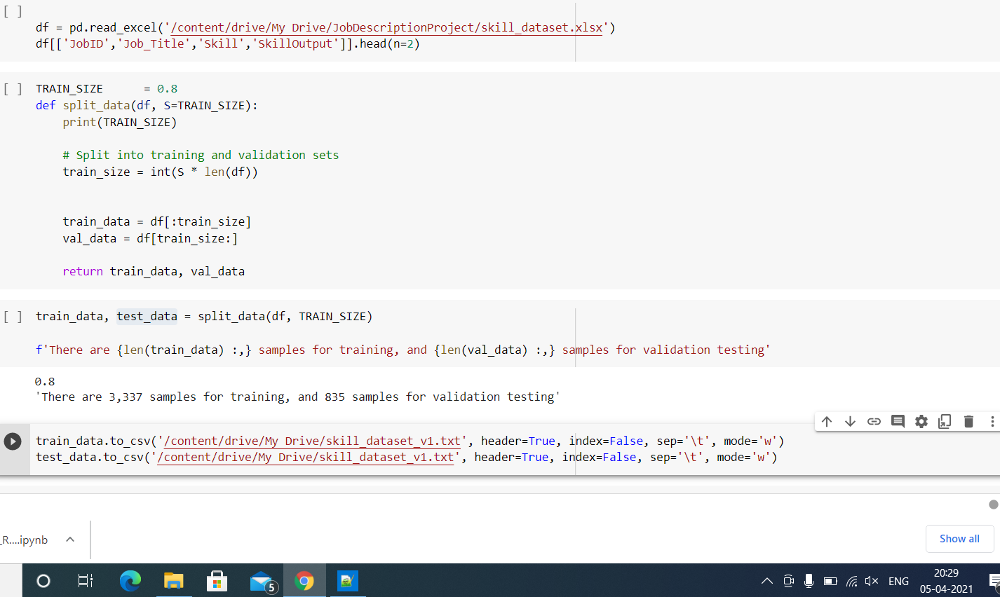 [ ]
df = pd.read_excel('/content/drive/My Drive/JobDescriptionProject/skill_dataset.xlsx')
df[['JobID','Job_Title','Skill','SkillOutput']].head(n=2)
[ ] TRAIN_SIZE      = 0.8
def split_data(df, S=TRAIN_SIZE):
    print(TRAIN_SIZE)
    # Split into training and validation sets
    train_size = int(S * len(df))
    train_data = df[:train_size]
    val_data = df[train_size:]
    return train_data, val_data
[ ] train_data, test_data = split_data(df, TRAIN_SIZE)
f'There are {len(train_data) :,} samples for training, and {len(val_data) :,} samples for validation testing'
0.8
'There are 3,337 samples for training, and 835 samples for validation testing'
train_data.to_csv('/content/drive/My Drive/skill_dataset_v1.txt', header=True, index=False, sep='\t', mode='w')
test_data.to_csv('/content/drive/My Drive/skill_dataset_v1.txt', header=True, index=False, sep='\t', mode='w')
_R....ipynb
Show all
5
ENG
20:29
05-04-2021